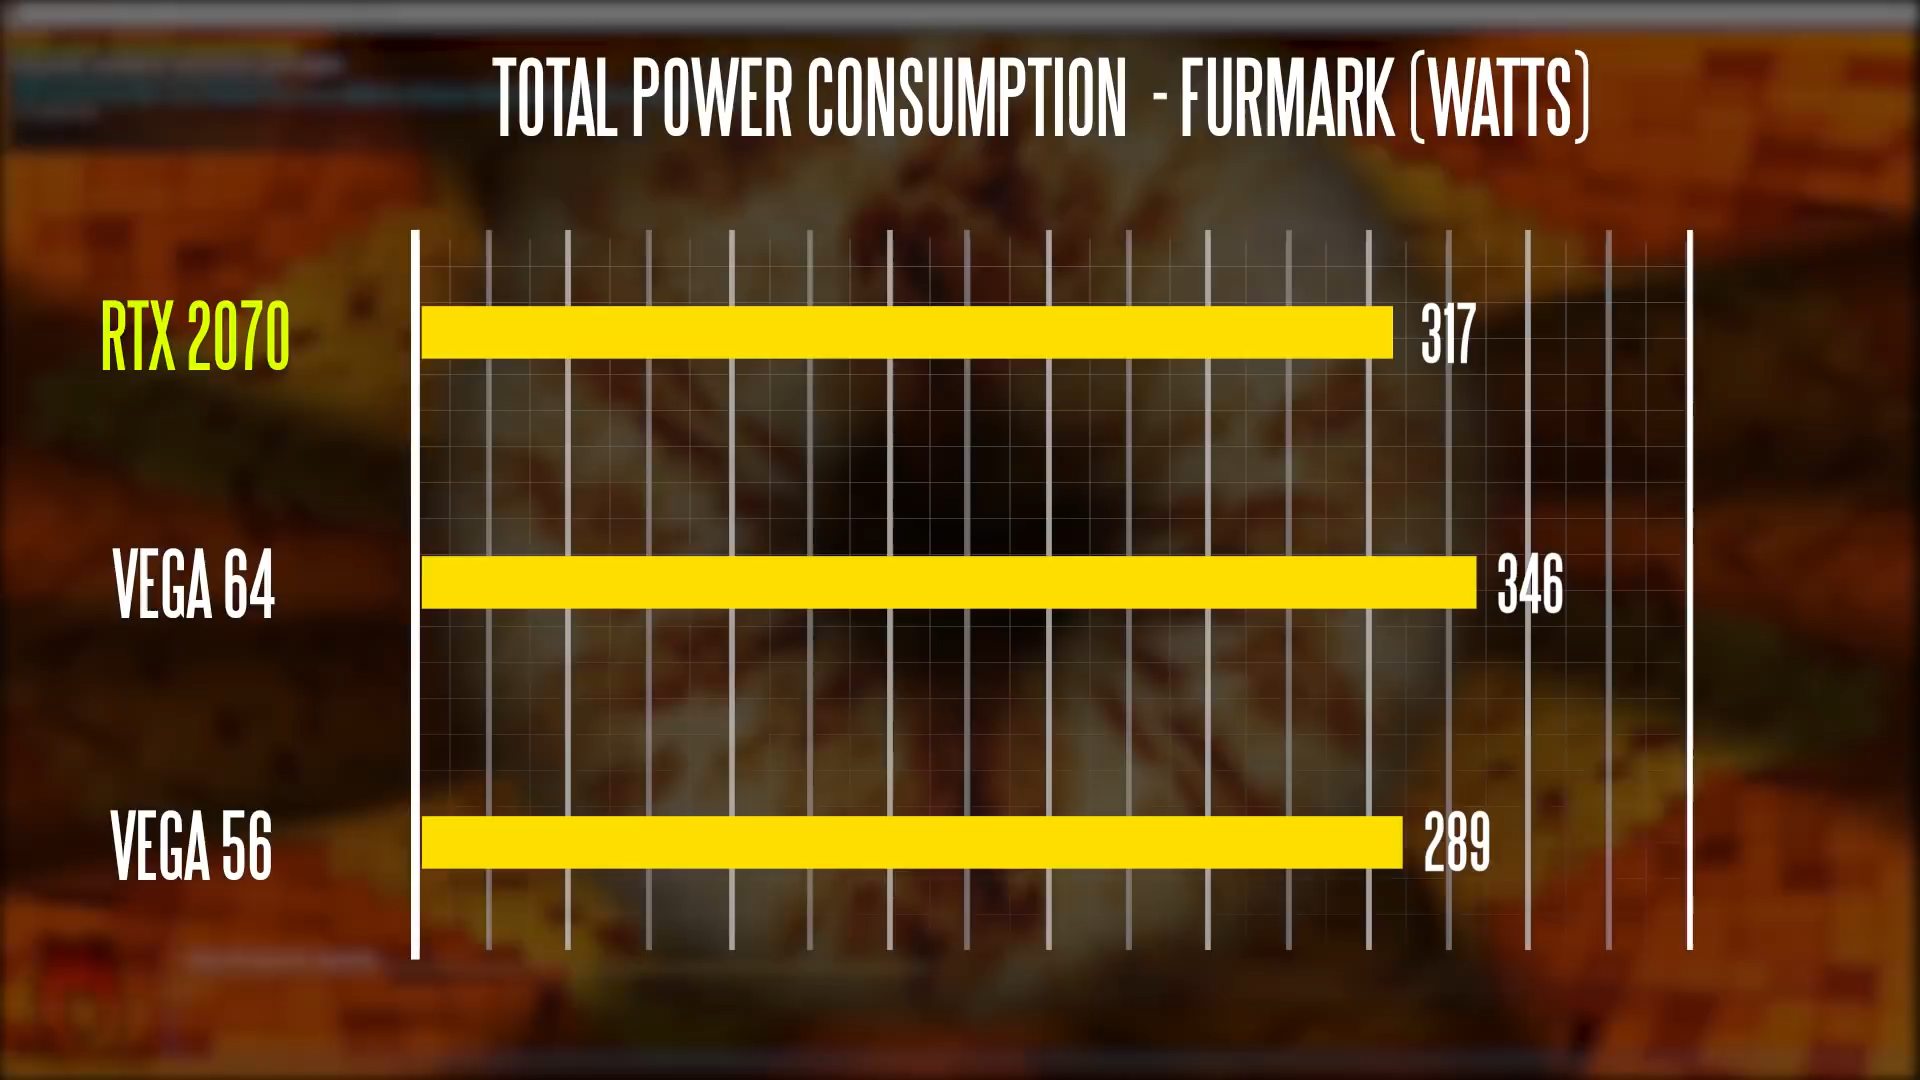 TOTAL POWER CONSUMPTION - FURMARK (WATTS)
RTX 2070 317
VEGA 64 346
VEGA 56 289